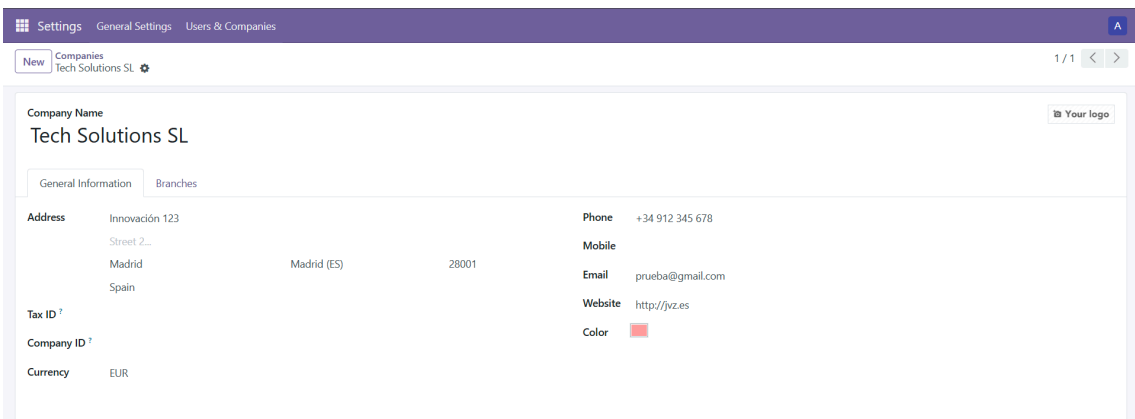 Settings General Settings Users & Companies A
New Companies 1 / 1
Tech Solutions SL
Company Name
Your logo
Tech Solutions SL
General Information Branches
Address Innovación 123 Phone +34 912 345 678
Street 2...
Mobile
Madrid Madrid (ES) 28001
Email prueba@gmail.com
Spain
Website http://jvz.es
Tax ID ?
Color
Company ID ?
Currency EUR